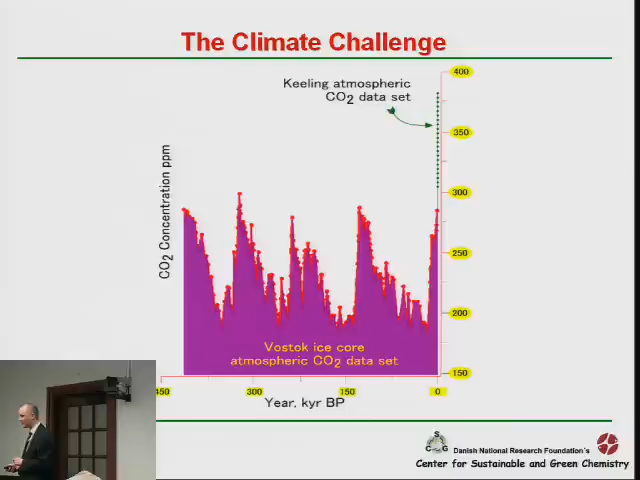 The Climate Challenge
Keeling atmospheric
CO2 data set
400
350
300
250
200
150
CO2 Concentration ppm
Vostok ice core
atmospheric CO2 data set
450
300
150
0
Year, kyr BP
S
C
G
Danish National Research Foundation´s
Center for Sustainable and Green Chemistry